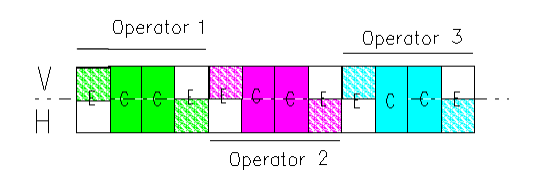 Operator 1
Operator 3
V
E C C E E C C E E C C E
H
Operator 2